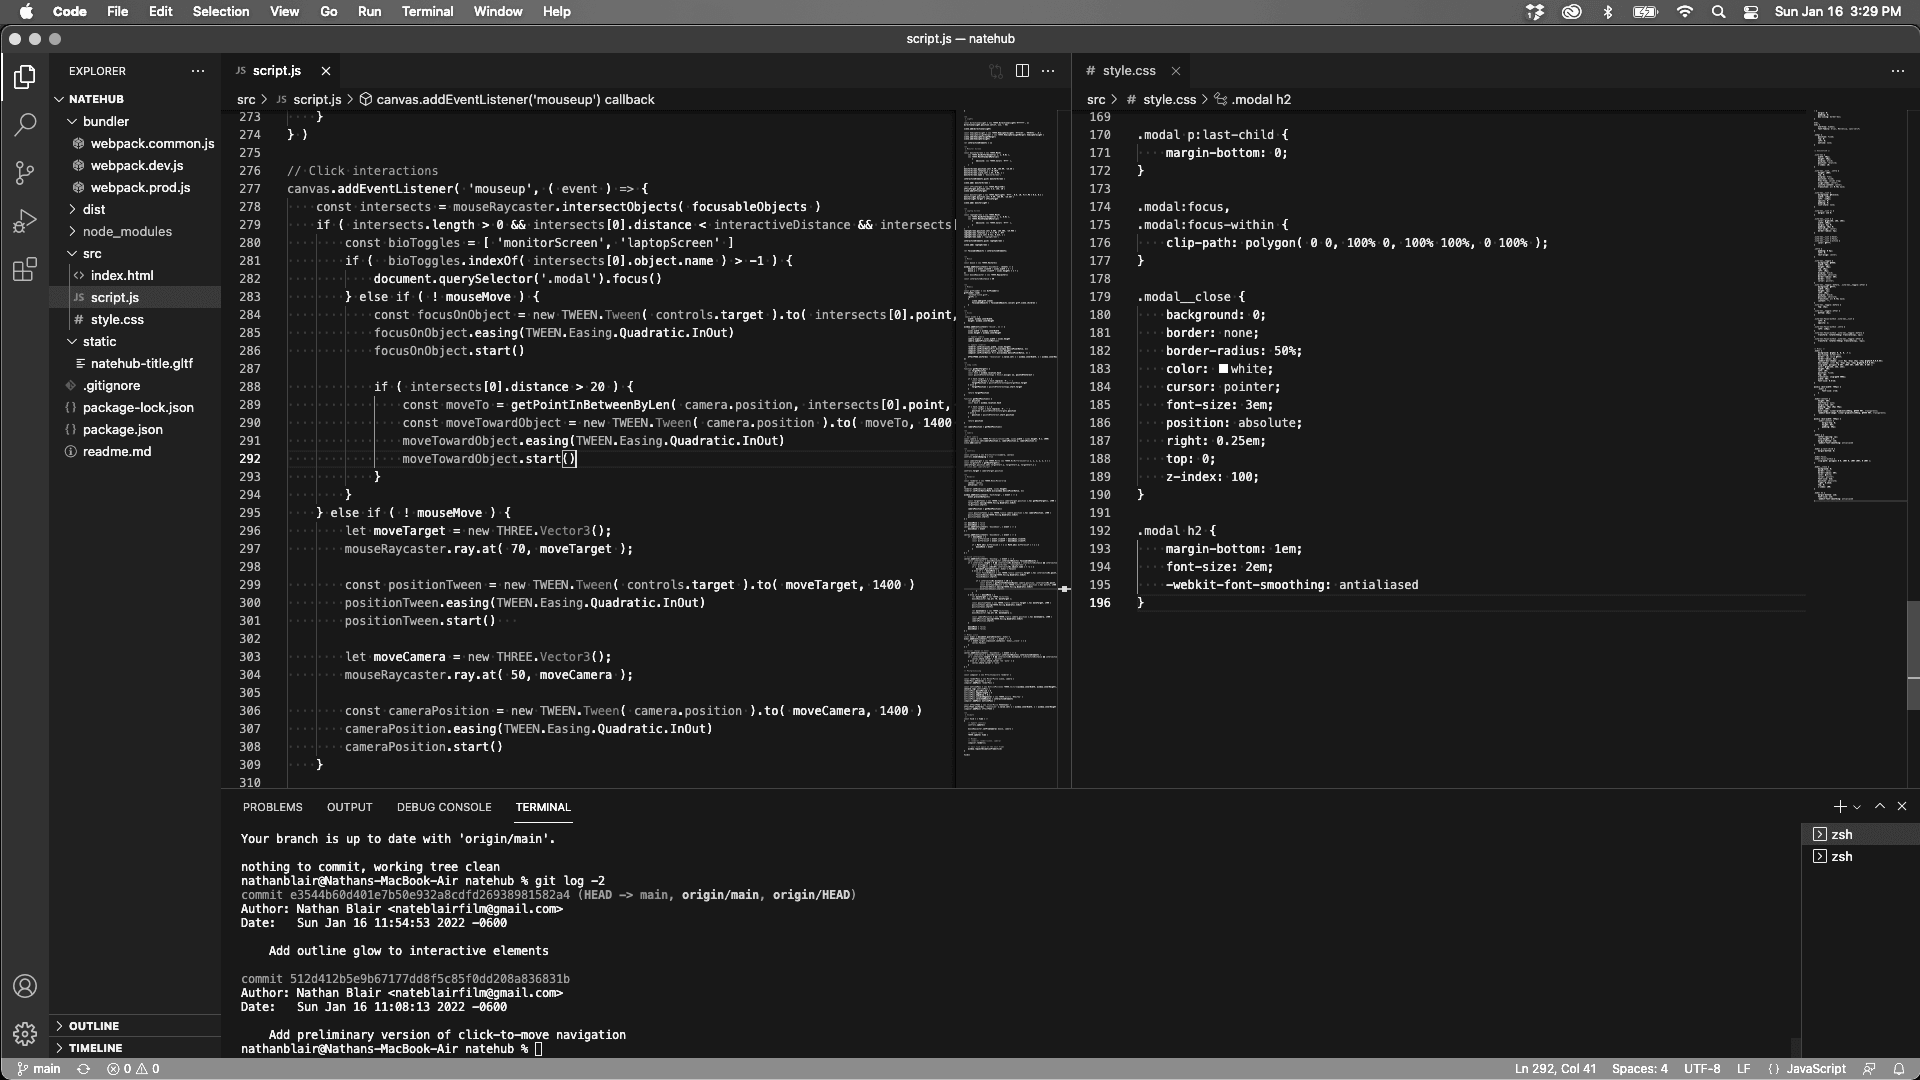 Code File Edit Selection View Go Run Terminal Window Help
Sun Jan 16 3:29 PM
script.js — natehub
EXPLORER
NATEHUB
bundler
webpack.common.js
webpack.dev.js
webpack.prod.js
dist
node_modules
src
index.html
script.js
style.css
static
natehub-title.gltf
.gitignore
package-lock.json
package.json
readme.md
OUTLINE
TIMELINE
JS script.js
src > JS script.js > canvas.addEventListener('mouseup') callback
273 }
274 } )
275
276 // Click interactions
277 canvas.addEventListener( 'mouseup', ( event ) => {
278 const intersects = mouseRaycaster.intersectObjects( focusableObjects )
279 if ( intersects.length > 0 && intersects[0].distance < interactiveDistance && intersects
280 const bioToggles = [ 'monitorScreen', 'laptopScreen' ]
281 if ( bioToggles.indexOf( intersects[0].object.name ) > -1 ) {
282 document.querySelector('.modal').focus()
283 } else if ( ! mouseMove ) {
284 const focusOnObject = new TWEEN.Tween( controls.target ).to( intersects[0].point,
285 focusOnObject.easing(TWEEN.Easing.Quadratic.InOut)
286 focusOnObject.start()
287
288 if ( intersects[0].distance > 20 ) {
289 const moveTo = getPointInBetweenByLen( camera.position, intersects[0].point,
290 const moveTowardObject = new TWEEN.Tween( camera.position ).to( moveTo, 1400
291 moveTowardObject.easing(TWEEN.Easing.Quadratic.InOut)
292 moveTowardObject.start()
293 }
294 }
295 } else if ( ! mouseMove ) {
296 let moveTarget = new THREE.Vector3();
297 mouseRaycaster.ray.at( 70, moveTarget );
298
299 const positionTween = new TWEEN.Tween( controls.target ).to( moveTarget, 1400 )
300 positionTween.easing(TWEEN.Easing.Quadratic.InOut)
301 positionTween.start()
302
303 let moveCamera = new THREE.Vector3();
304 mouseRaycaster.ray.at( 50, moveCamera );
305
306 const cameraPosition = new TWEEN.Tween( camera.position ).to( moveCamera, 1400 )
307 cameraPosition.easing(TWEEN.Easing.Quadratic.InOut)
308 cameraPosition.start()
309 }
310
# style.css
src > # style.css > .modal h2
169
170 .modal p:last-child {
171 margin-bottom: 0;
172 }
173
174 .modal:focus,
175 .modal:focus-within {
176 clip-path: polygon( 0 0, 100% 0, 100% 100%, 0 100% );
177 }
178
179 .modal__close {
180 background: 0;
181 border: none;
182 border-radius: 50%;
183 color: white;
184 cursor: pointer;
185 font-size: 3em;
186 position: absolute;
187 right: 0.25em;
188 top: 0;
189 z-index: 100;
190 }
191
192 .modal h2 {
193 margin-bottom: 1em;
194 font-size: 2em;
195 -webkit-font-smoothing: antialiased
196 }
PROBLEMS OUTPUT DEBUG CONSOLE TERMINAL
Your branch is up to date with 'origin/main'.
nothing to commit, working tree clean
nathanblair@Nathans-MacBook-Air natehub % git log -2
commit e3544b60d401e7b50e932a8cdfd26938981582a4 (HEAD -> main, origin/main, origin/HEAD)
Author: Nathan Blair <nateblairfilm@gmail.com>
Date: Sun Jan 16 11:54:53 2022 -0600
Add outline glow to interactive elements
commit 512d412b5e9b67177dd8f5c85f0dd208a836831b
Author: Nathan Blair <nateblairfilm@gmail.com>
Date: Sun Jan 16 11:08:13 2022 -0600
Add preliminary version of click-to-move navigation
nathanblair@Nathans-MacBook-Air natehub %
zsh
zsh
main 0 0 Ln 292, Col 41 Spaces: 4 UTF-8 LF {} JavaScript